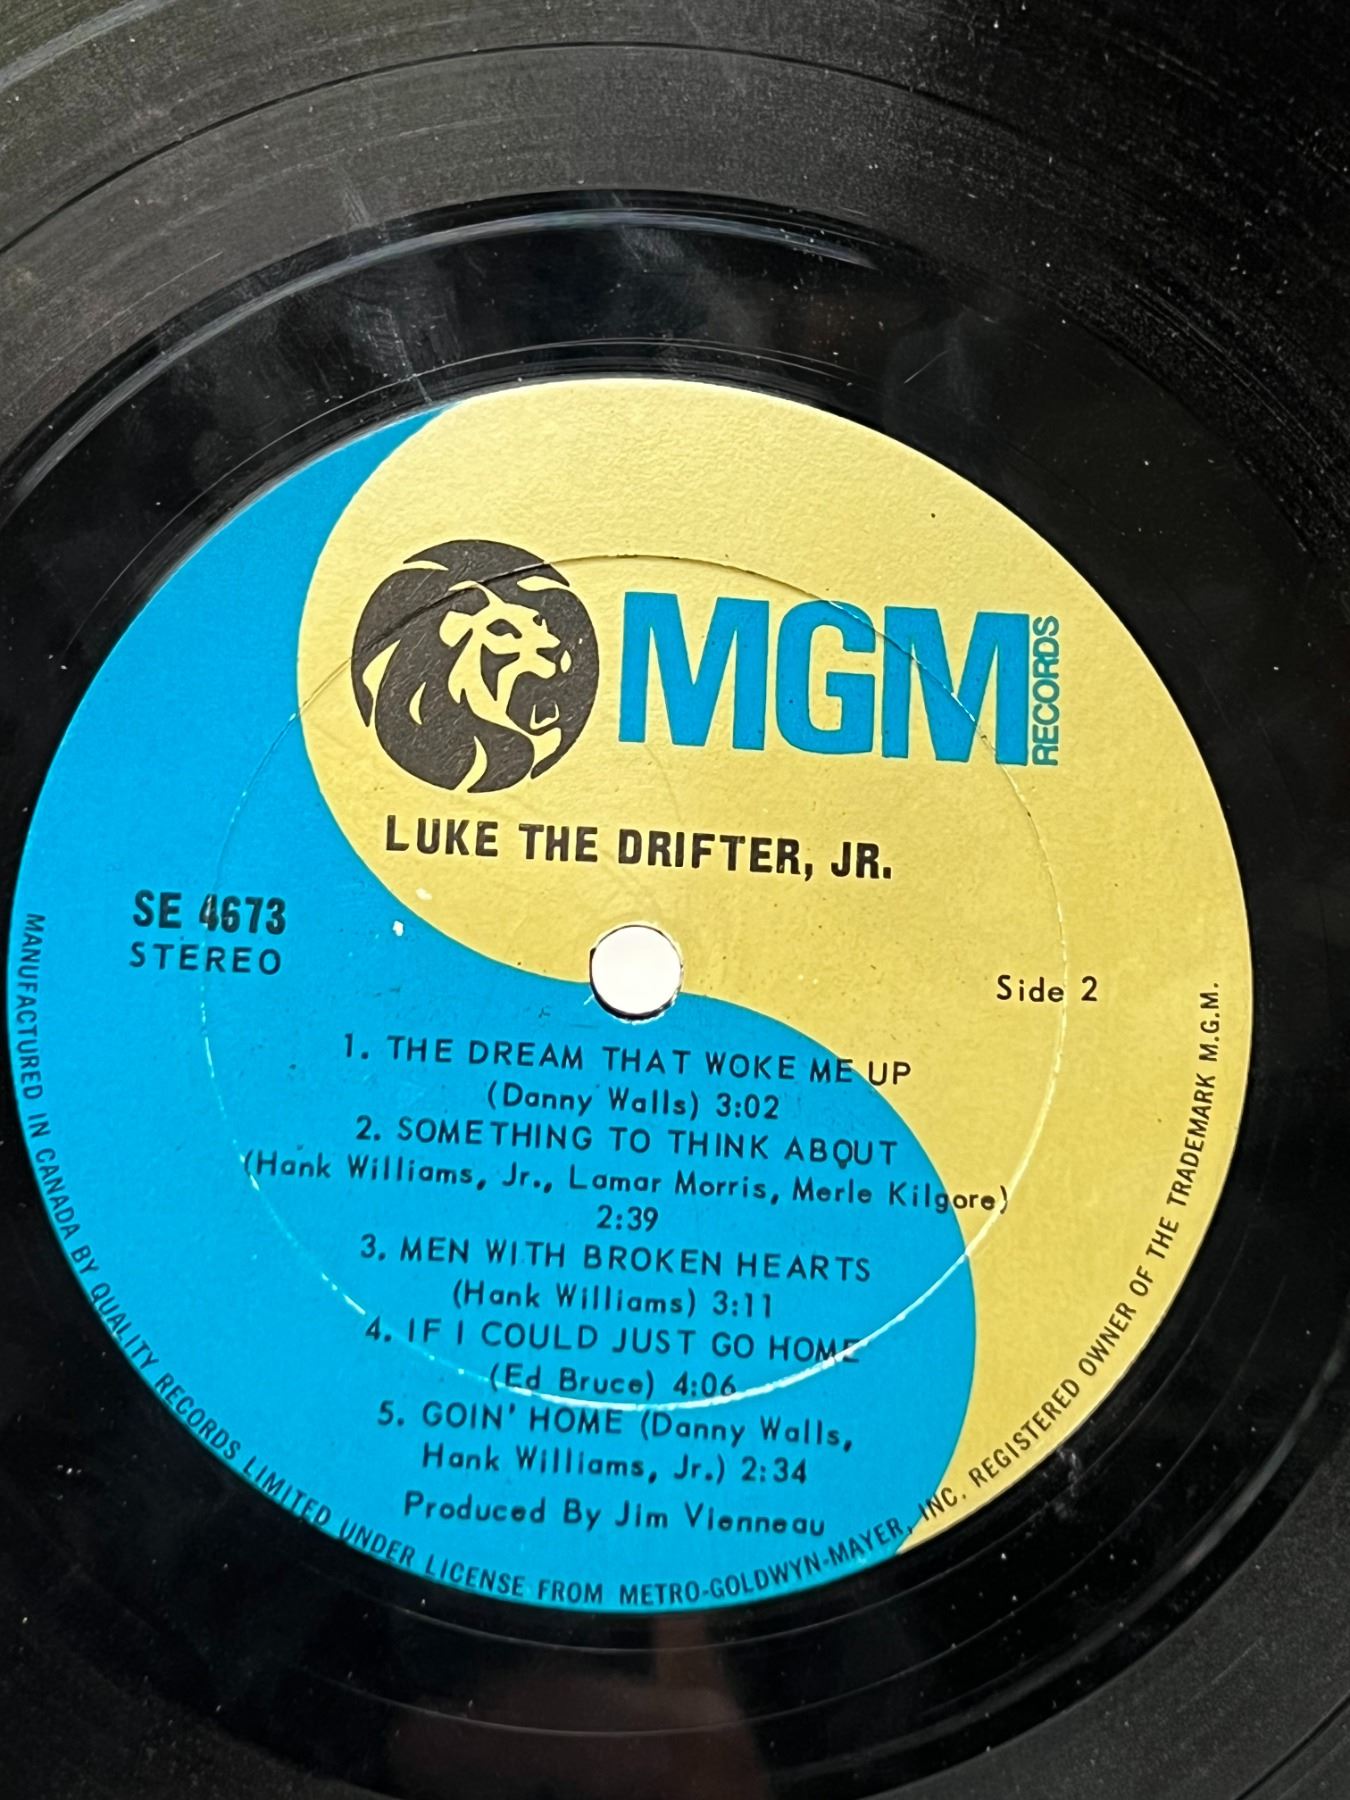 MGM RECORDS
LUKE THE DRIFTER, JR.
SE 4673
STEREO
Side 2
1. THE DREAM THAT WOKE ME UP
(Danny Walls) 3:02
2. SOMETHING TO THINK ABOUT
(Hank Williams, Jr., Lamar Morris, Merle Kilgore)
2:39
3. MEN WITH BROKEN HEARTS
(Hank Williams) 3:11
4. IF I COULD JUST GO HOME
(Ed Bruce) 4:06
5. GOIN' HOME (Danny Walls,
Hank Williams, Jr.) 2:34
Produced By Jim Vienneau
MANUFACTURED IN CANADA BY QUALITY RECORDS LIMITED UNDER LICENSE FROM METRO-GOLDWYN-MAYER, INC. REGISTERED OWNER OF THE TRADEMARK M.G.M.